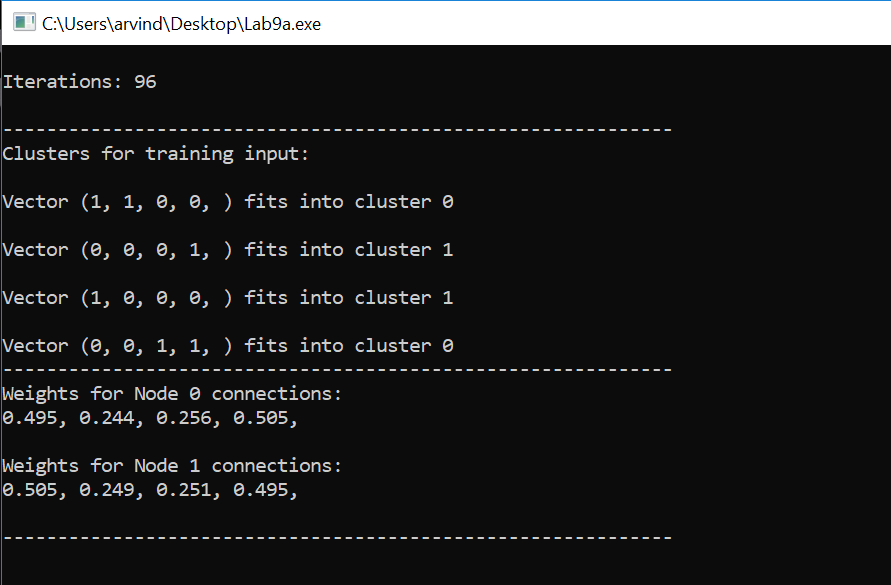 C:\Users\arvind\Desktop\Lab9a.exe
Iterations: 96
-------------------------------------------------------------
Clusters for training input:
Vector (1, 1, 0, 0, ) fits into cluster 0
Vector (0, 0, 0, 1, ) fits into cluster 1
Vector (1, 0, 0, 0, ) fits into cluster 1
Vector (0, 0, 1, 1, ) fits into cluster 0
-------------------------------------------------------------
Weights for Node 0 connections:
0.495, 0.244, 0.256, 0.505,
Weights for Node 1 connections:
0.505, 0.249, 0.251, 0.495,
-------------------------------------------------------------